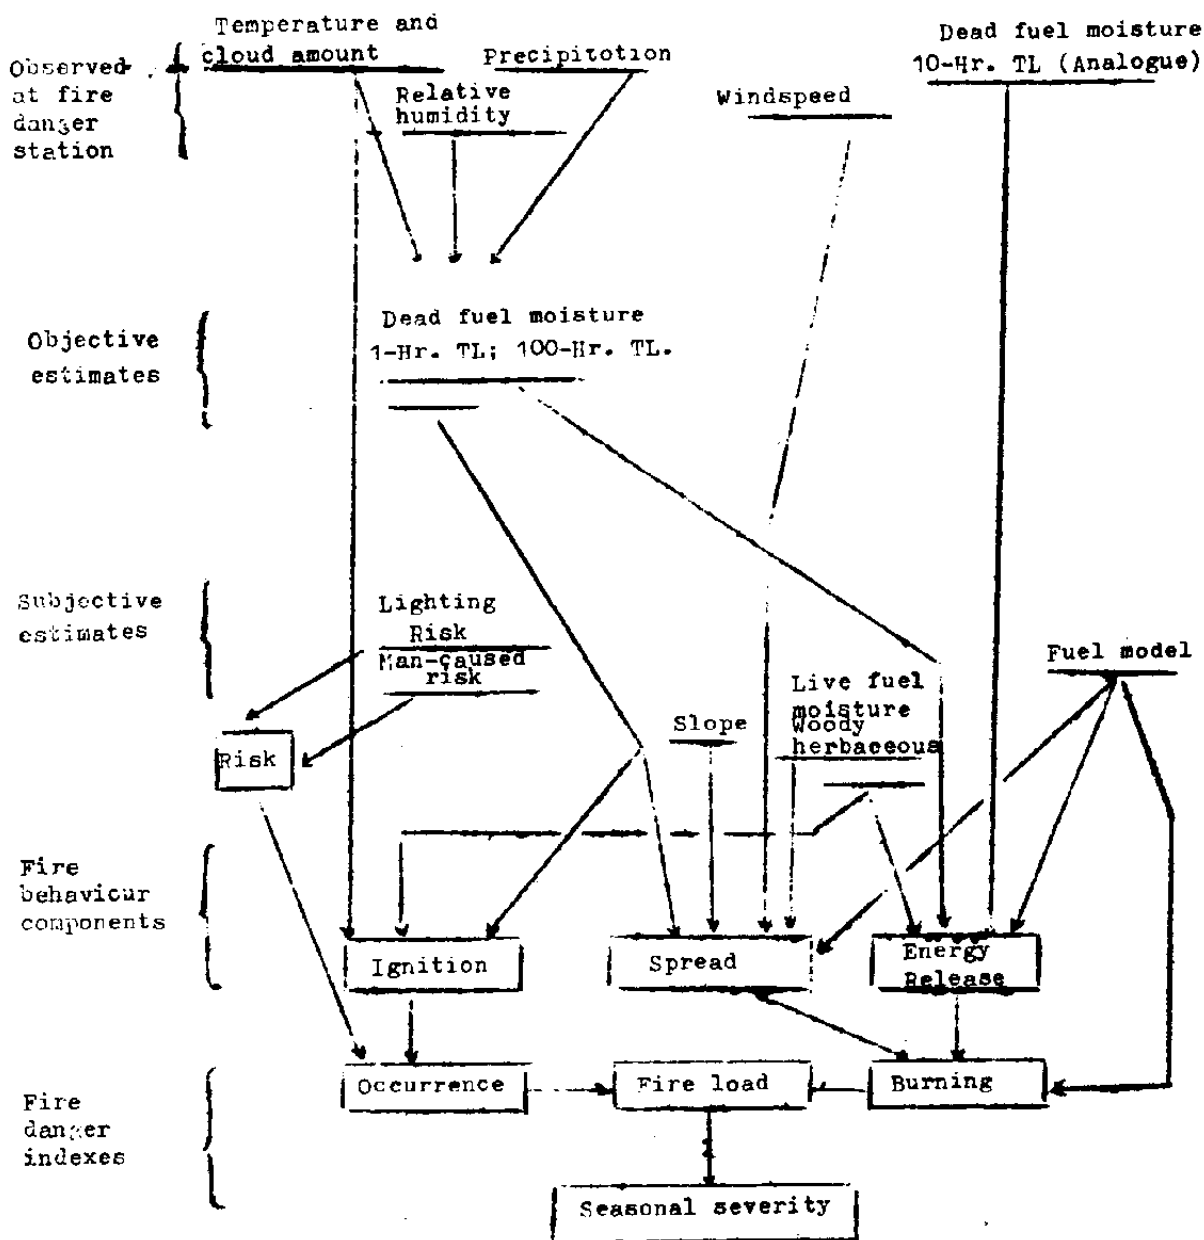 Temperature and
cloud amount
Precipitotion
Dead fuel moisture
10-Hr. TL (Analogue)
Observed
at fire
danger
station
Relative
humidity
Windspeed
Objective
estimates
Dead fuel moisture
1-Hr. TL; 100-Hr. TL.
Subjective
estimates
Lighting
Risk
Man-caused
risk
Fuel model
Live fuel
moisture
Woody
herbaceous
Slope
Risk
Fire
behavicur
components
Ignition
Spread
Energy
Release
Fire
danger
indexes
Occurrence
Fire load
Burning
Seasonal severity